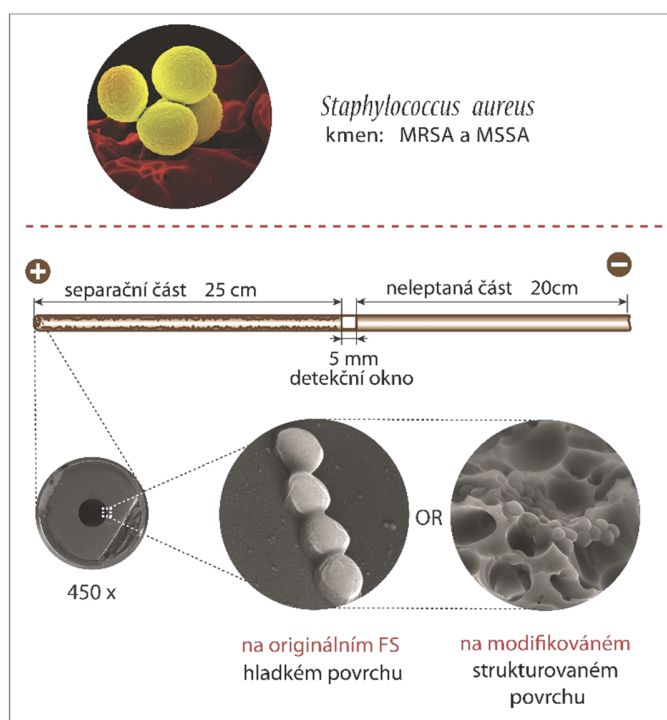 Staphylococcus aureus
kmen: MRSA a MSSA
+
−
separační část 25 cm
neleptaná část 20cm
5 mm
detekční okno
OR
450 x
na originálním FS
hladkém povrchu
na modifikováném
strukturovaném
povrchu